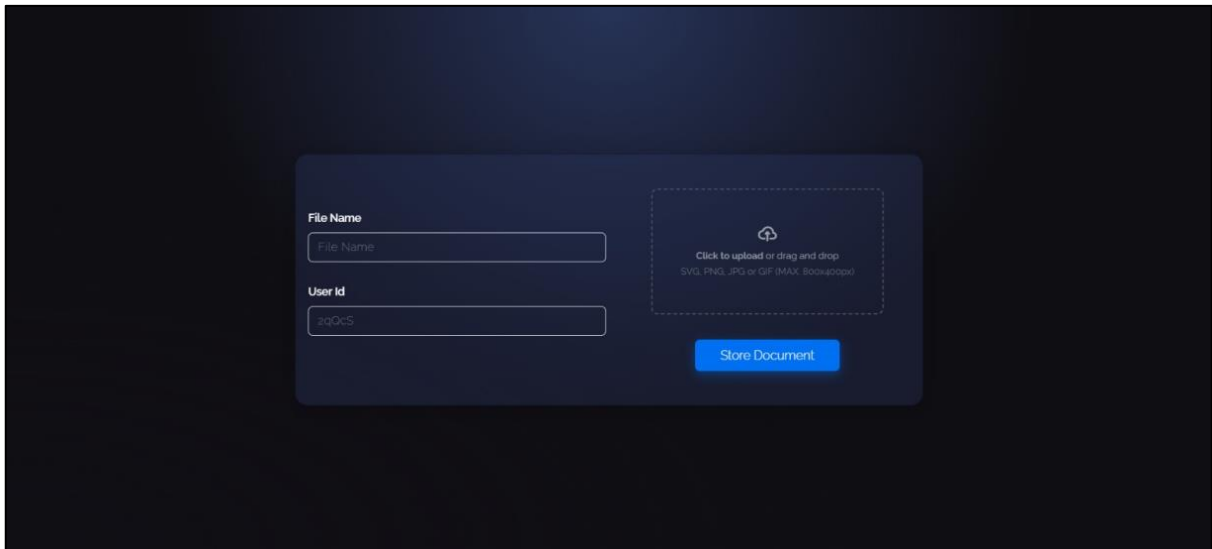 File Name
File Name
User Id
2qQcS
Click to upload or drag and drop
SVG, PNG, JPG or GIF (MAX. 800x400px)
Store Document